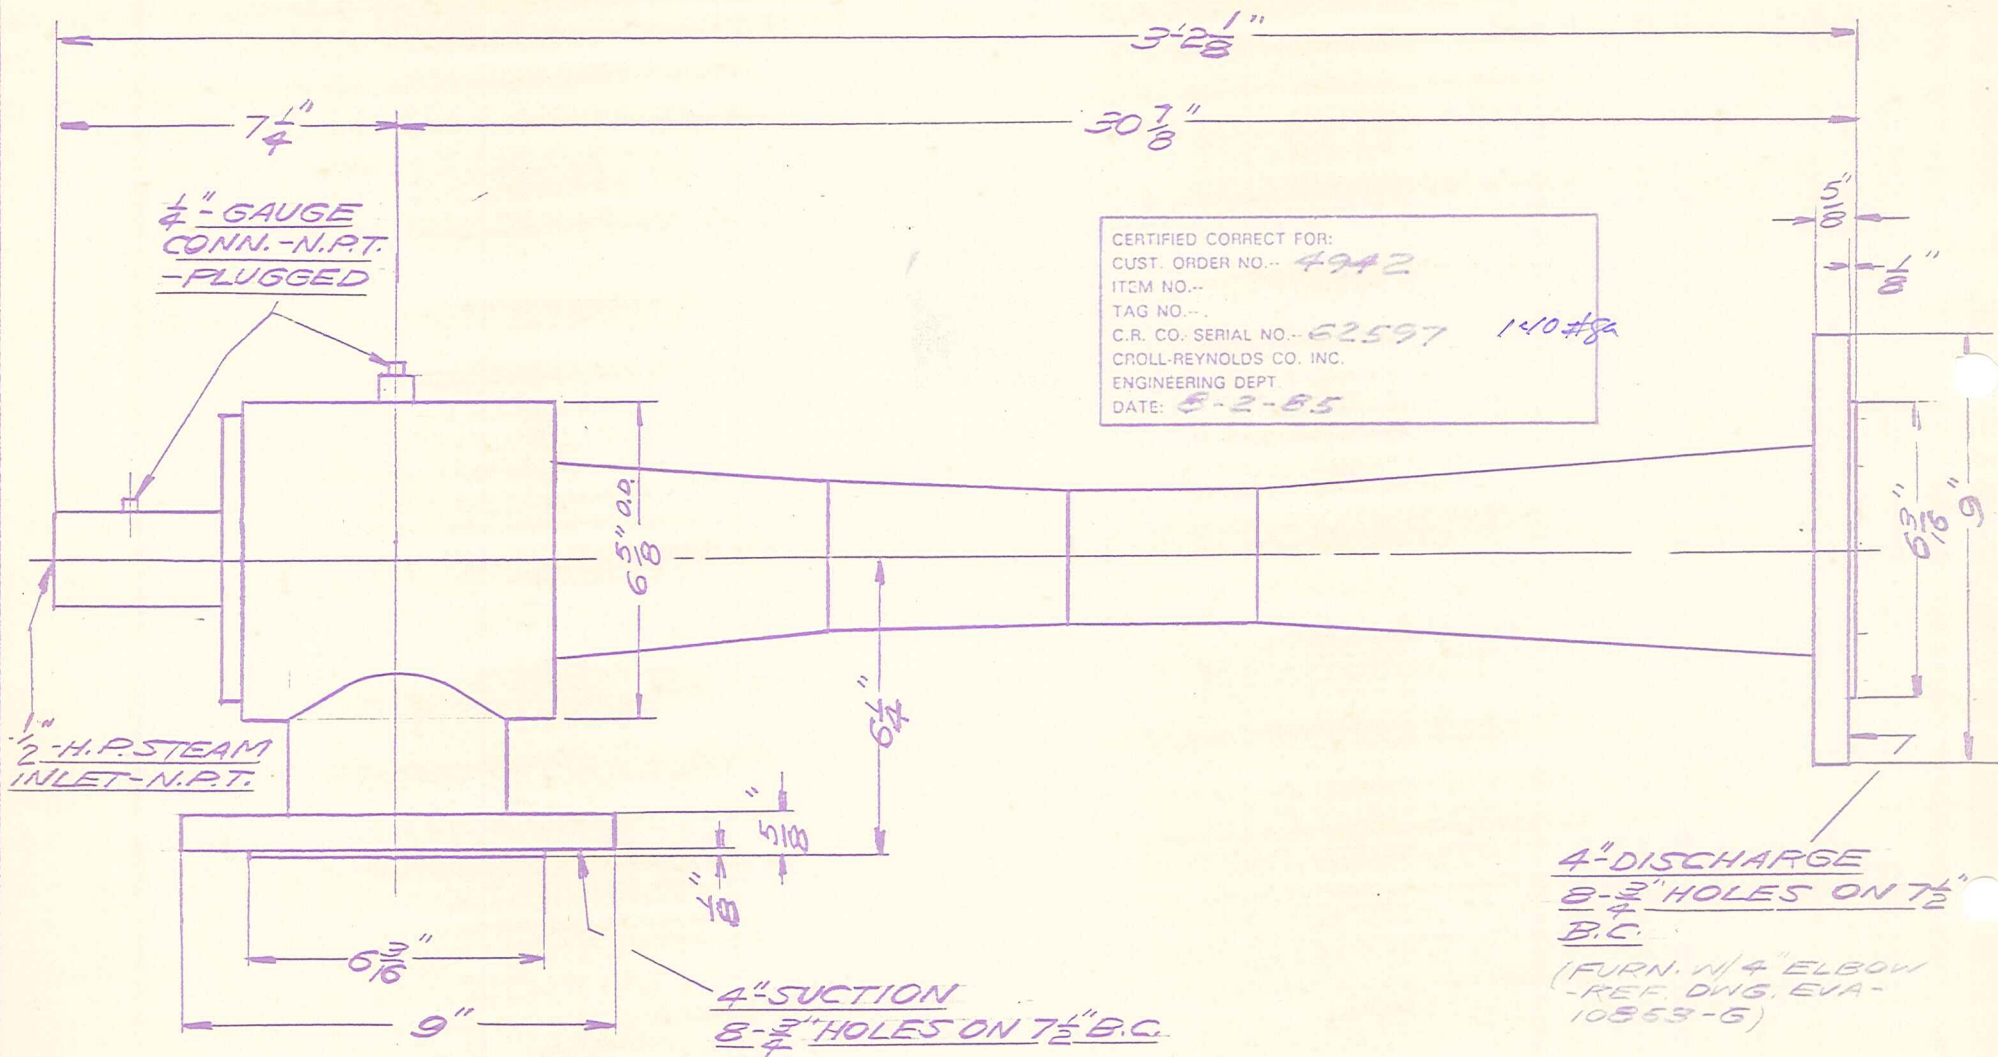 3'-2 1/8"
7 1/4"
30 7/8"
5/8"
1/8"
1/4"-GAUGE
CONN.-N.P.T.
-PLUGGED
CERTIFIED CORRECT FOR:
CUST. ORDER NO.-- 4942
ITEM NO.--
TAG NO.--
C.R. CO. SERIAL NO.-- 62597
CROLL-REYNOLDS CO. INC.
ENGINEERING DEPT.
DATE: 8-2-85
6 5/8" O.D.
6 3/16"
9"
6 1/4"
H.P. STEAM
INLET-N.P.T.
5/8"
1/8"
6 3/16"
9"
4"-SUCTION
8-3/4" HOLES ON 7 1/2" B.C.
4"-DISCHARGE
8-3/4" HOLES ON 7 1/2"
B.C.
(FURN. W/ 4" ELBOW
-REF. DWG. EVA-
10863-G)